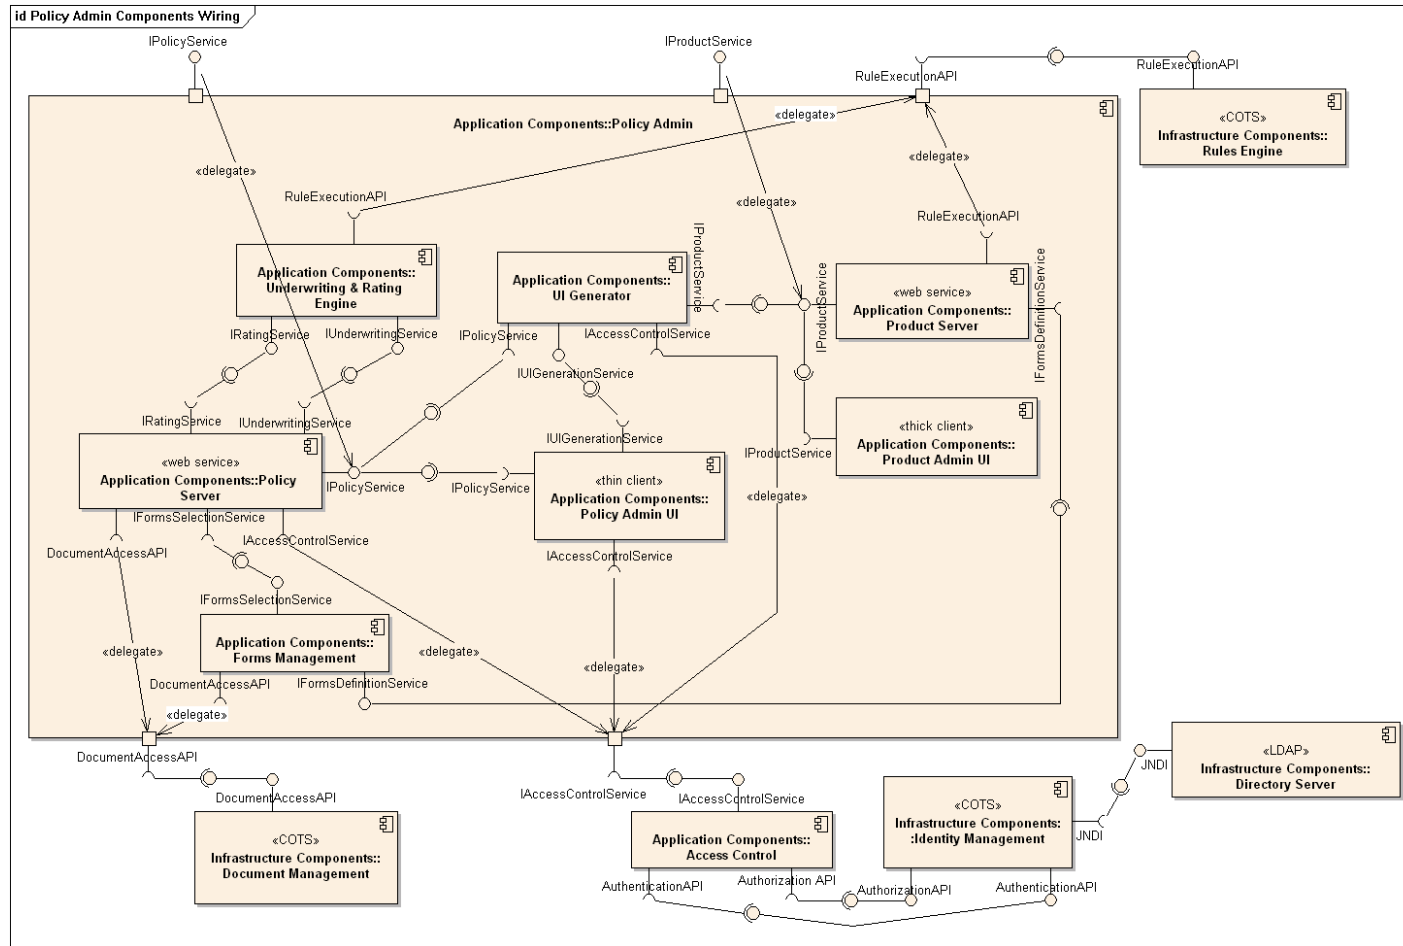 id Policy Admin Components Wiring
IPolicyService
IProductService
RuleExecutionAPI
RuleExecutionAPI
«COTS»
Infrastructure Components::
Rules Engine
Application Components::Policy Admin
«delegate»
«delegate»
«delegate»
«delegate»
RuleExecutionAPI
RuleExecutionAPI
Application Components::
Underwriting & Rating
Engine
Application Components::
UI Generator
IProductService
IProductService
«web service»
Application Components::
Product Server
IFormsDefinitionService
IRatingService
IUnderwritingService
IPolicyService
IAccessControlService
IUIGenerationService
IRatingService
IUnderwritingService
IUIGenerationService
IProductService
«thick client»
Application Components::
Product Admin UI
«web service»
Application Components::Policy
Server
IPolicyService
IPolicyService
«thin client»
Application Components::
Policy Admin UI
«delegate»
IFormsSelectionService
DocumentAccessAPI
IAccessControlService
IAccessControlService
IFormsSelectionService
Application Components::
Forms Management
«delegate»
«delegate»
«delegate»
DocumentAccessAPI
IFormsDefinitionService
«delegate»
DocumentAccessAPI
DocumentAccessAPI
IAccessControlService
IAccessControlService
«COTS»
Infrastructure Components::
Document Management
Application Components::
Access Control
«COTS»
Infrastructure Components:
:Identity Management
JNDI
JNDI
«LDAP»
Infrastructure Components::
Directory Server
AuthenticationAPI
Authorization API
AuthorizationAPI
AuthenticationAPI